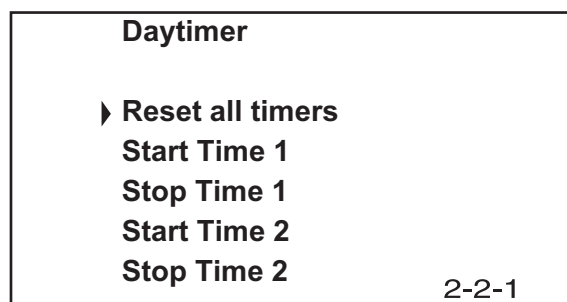 Daytimer
Reset all timers
Start Time 1
Stop Time 1
Start Time 2
Stop Time 2
2-2-1